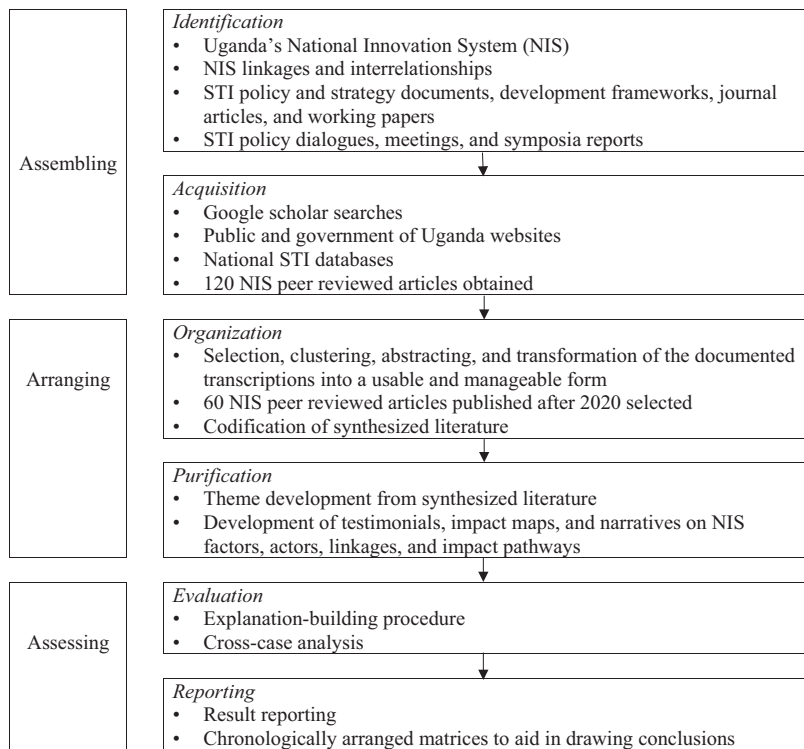 Assembling
Identification
• Uganda’s National Innovation System (NIS)
• NIS linkages and interrelationships
• STI policy and strategy documents, development frameworks, journal
articles, and working papers
• STI policy dialogues, meetings, and symposia reports
Acquisition
• Google scholar searches
• Public and government of Uganda websites
• National STI databases
• 120 NIS peer reviewed articles obtained
Arranging
Organization
• Selection, clustering, abstracting, and transformation of the documented
transcriptions into a usable and manageable form
• 60 NIS peer reviewed articles published after 2020 selected
• Codification of synthesized literature
Purification
• Theme development from synthesized literature
• Development of testimonials, impact maps, and narratives on NIS
factors, actors, linkages, and impact pathways
Assessing
Evaluation
• Explanation-building procedure
• Cross-case analysis
Reporting
• Result reporting
• Chronologically arranged matrices to aid in drawing conclusions